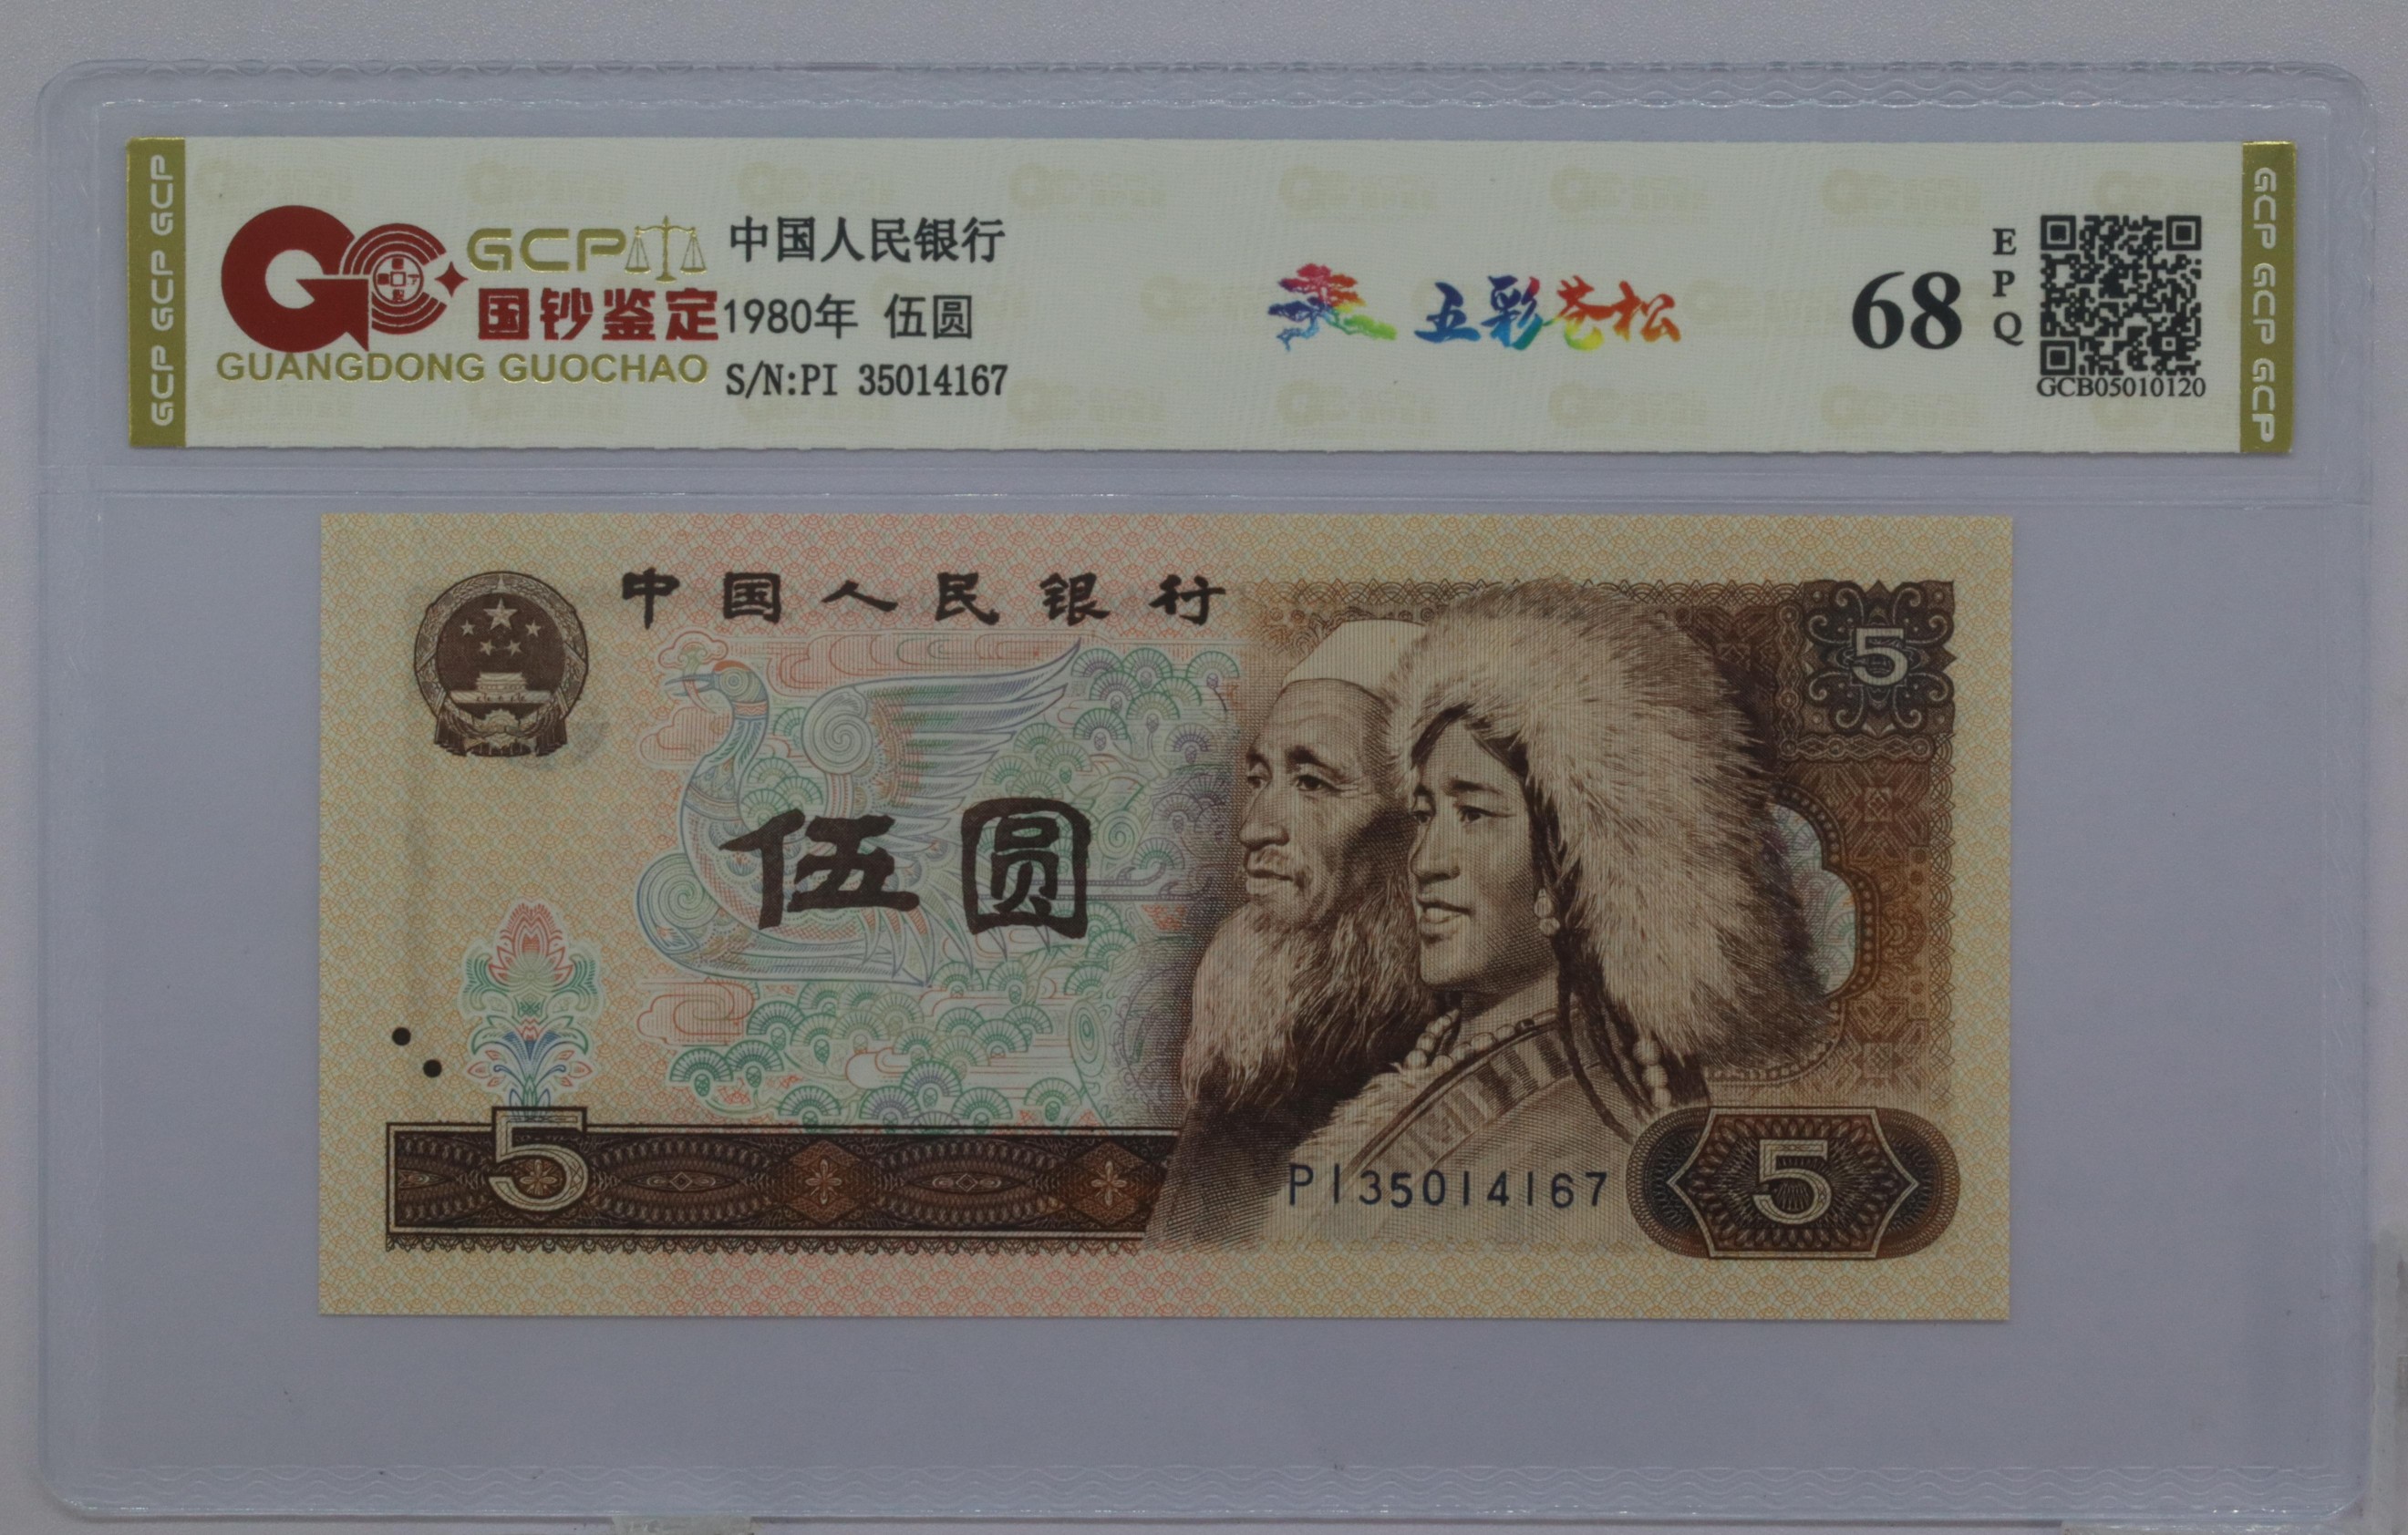 GCP GCP GCP
GCP
国钞鉴定
GUANGDONG GUOCHAO
中国人民银行
1980年 伍圆
S/N:PI 35014167
五彩苍松
68
EPQ
GCB05010120
GCP GCP GCP
中国人民银行
5
伍圆
5
PI35014167
5